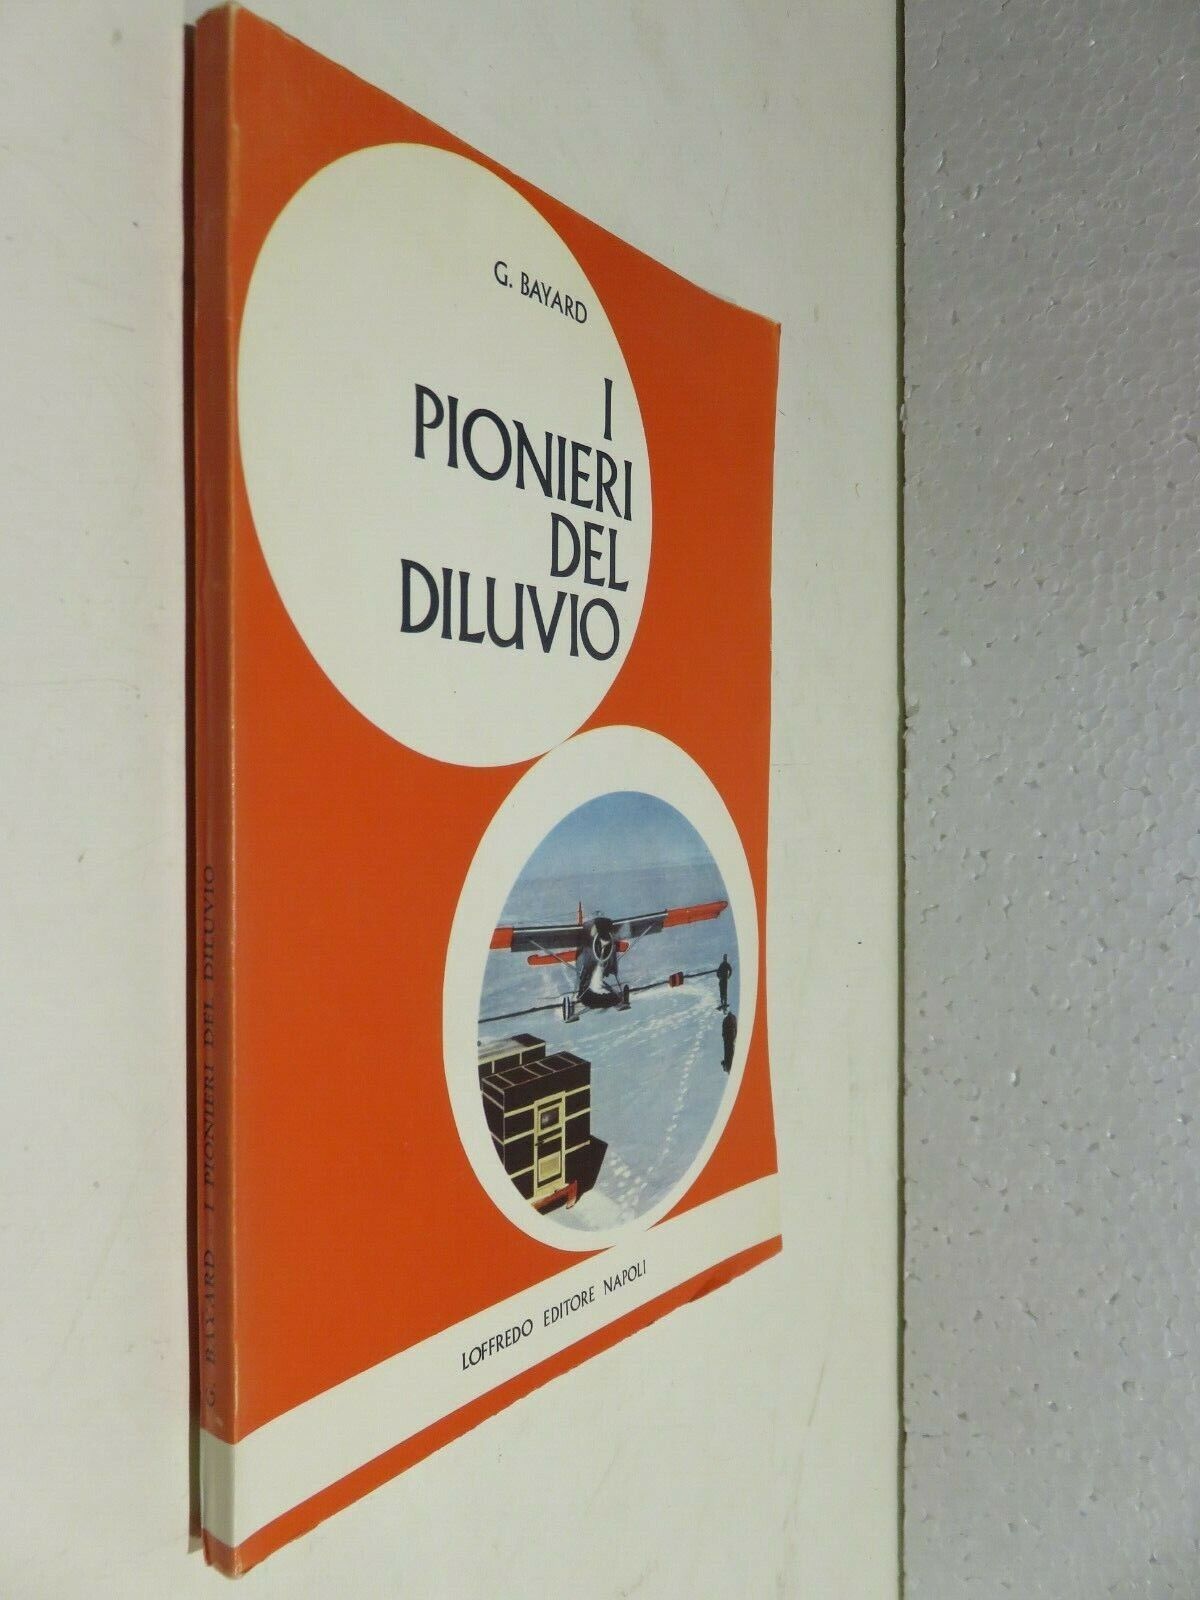 G. BAYARD
I
PIONIERI
DEL
DILUVIO
LOFFREDO EDITORE NAPOLI
G. BAYARD - I PIONIERI DEL DILUVIO